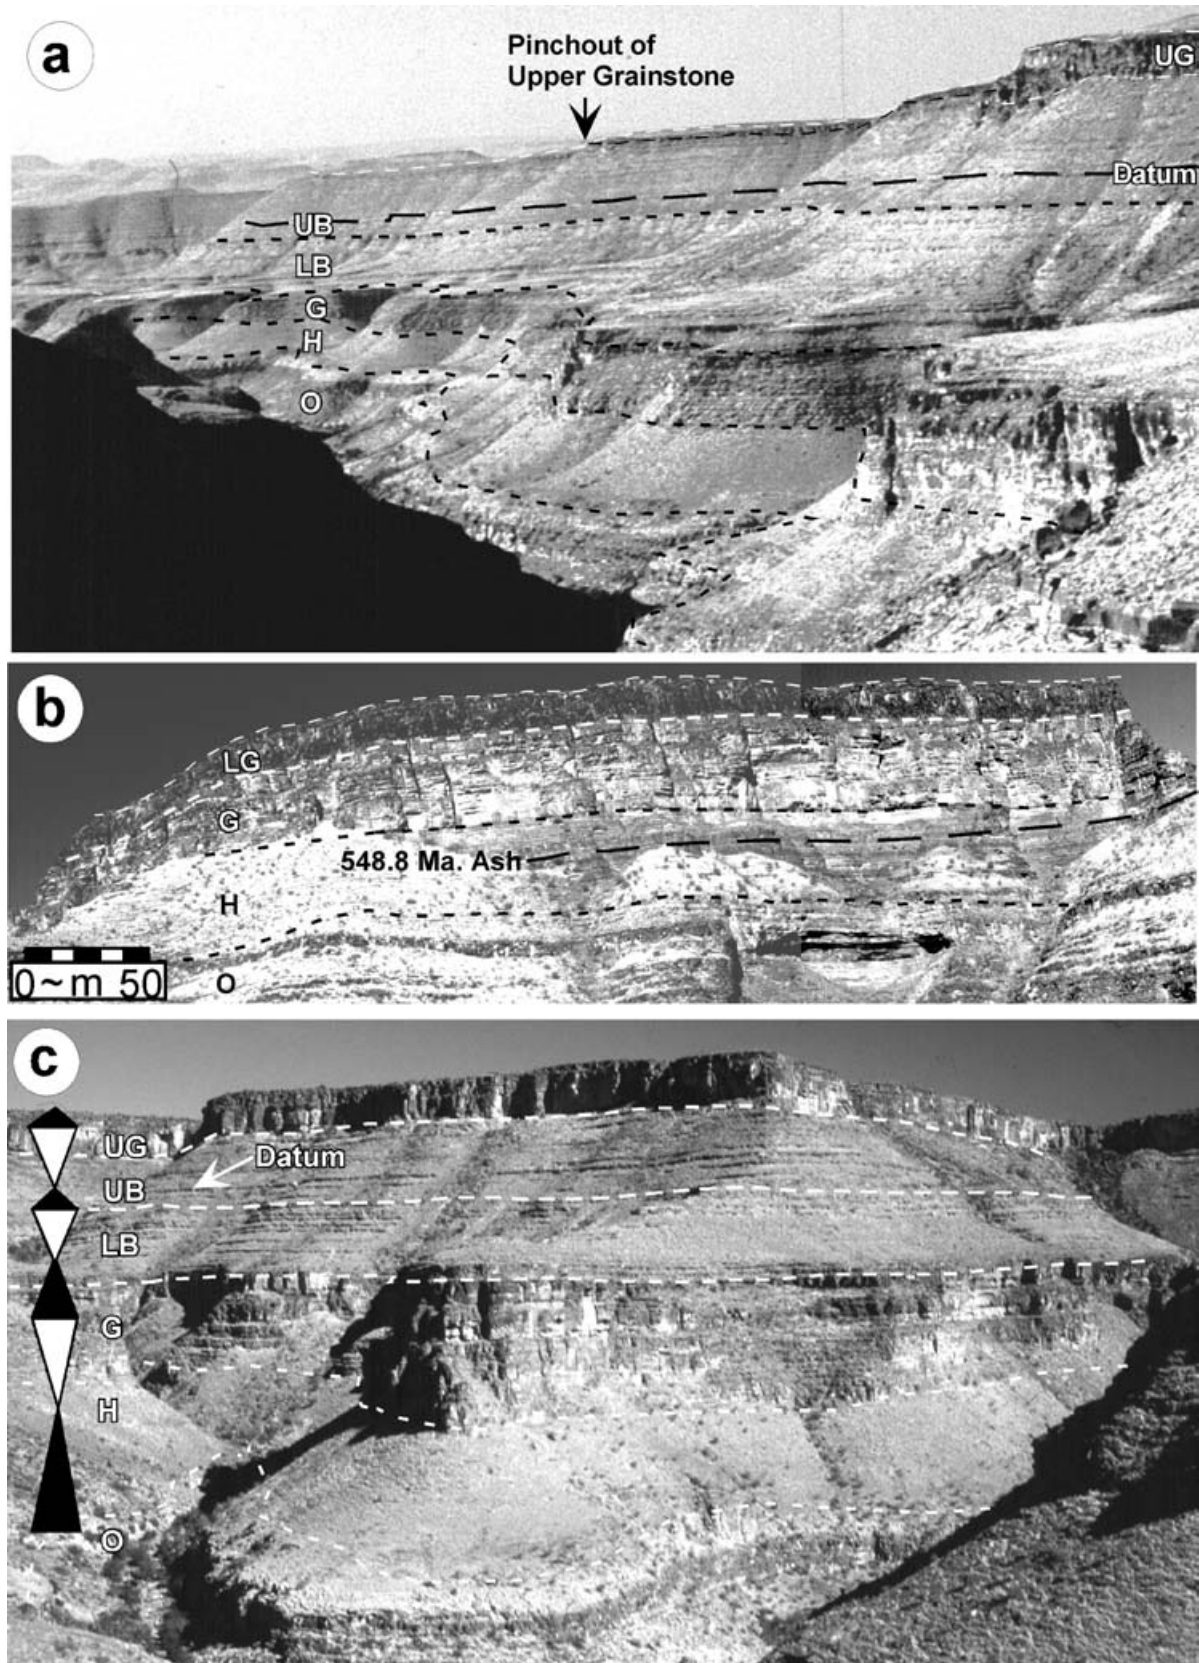 a
Pinchout of
Upper Grainstone
UG
Datum
UB
LB
G
H
O
b
LG
G
548.8 Ma. Ash
H
0~m 50
O
c
UG
Datum
UB
LB
G
H
O